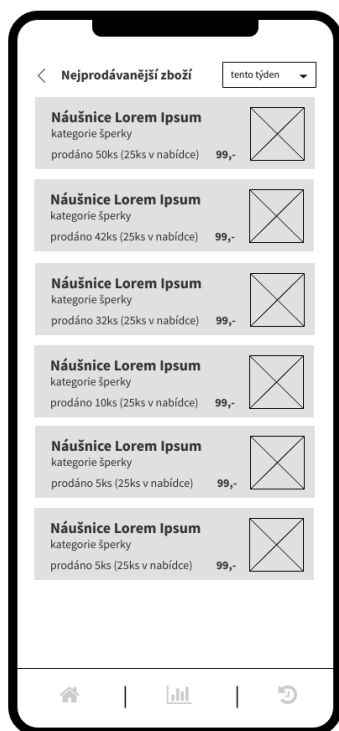 Nejprodávanější zboží
tento týden
Náušnice Lorem Ipsum
kategorie šperky
prodáno 50ks (25ks v nabídce) 99,-
Náušnice Lorem Ipsum
kategorie šperky
prodáno 42ks (25ks v nabídce) 99,-
Náušnice Lorem Ipsum
kategorie šperky
prodáno 32ks (25ks v nabídce) 99,-
Náušnice Lorem Ipsum
kategorie šperky
prodáno 10ks (25ks v nabídce) 99,-
Náušnice Lorem Ipsum
kategorie šperky
prodáno 5ks (25ks v nabídce) 99,-
Náušnice Lorem Ipsum
kategorie šperky
prodáno 5ks (25ks v nabídce) 99,-